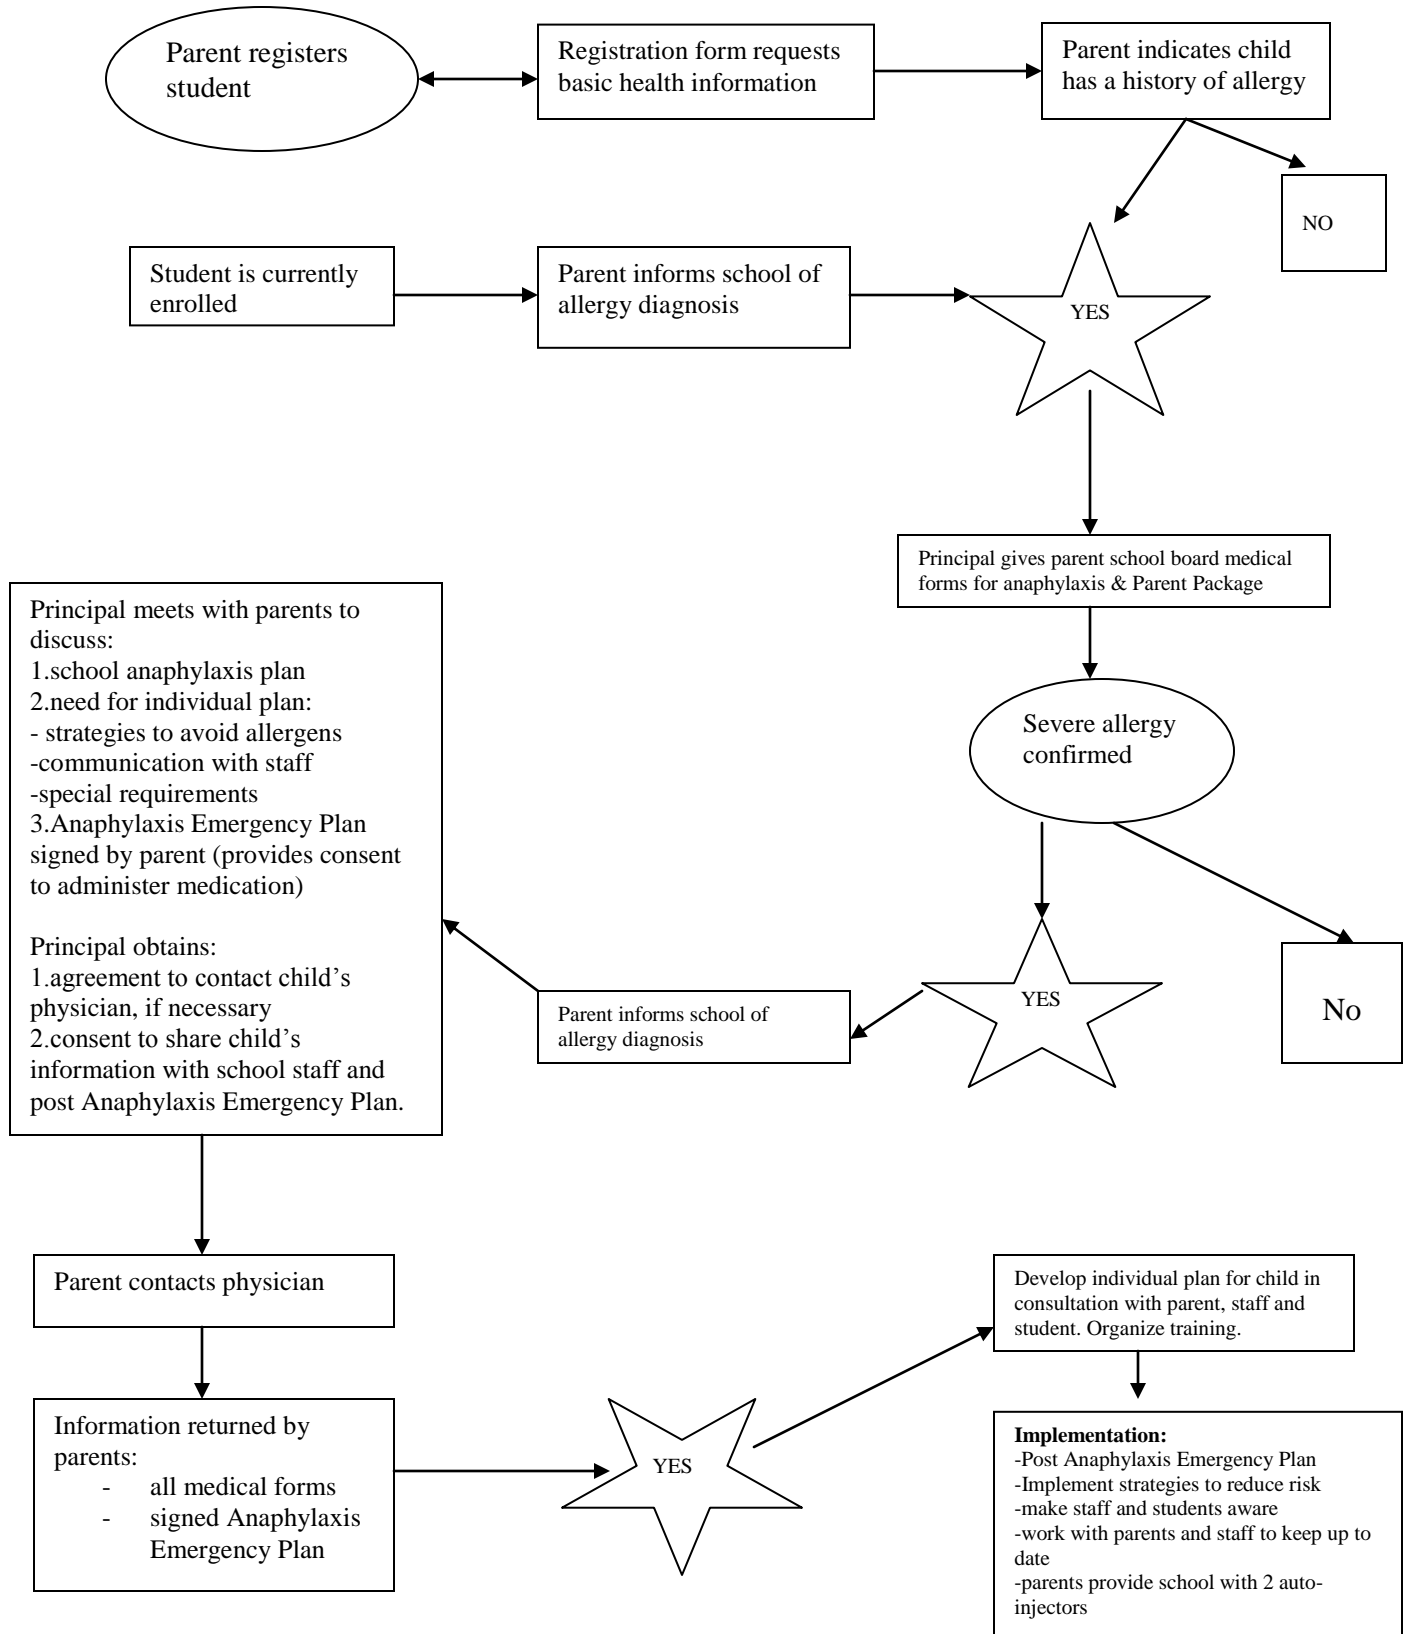 Parent registers
student
Registration form requests
basic health information
Parent indicates child
has a history of allergy
NO
Student is currently
enrolled
Parent informs school of
allergy diagnosis
YES
Principal gives parent school board medical
forms for anaphylaxis & Parent Package
Severe allergy
confirmed
YES
No
Parent informs school of
allergy diagnosis
Principal meets with parents to
discuss:
1.school anaphylaxis plan
2.need for individual plan:
- strategies to avoid allergens
-communication with staff
-special requirements
3.Anaphylaxis Emergency Plan
signed by parent (provides consent
to administer medication)
Principal obtains:
1.agreement to contact child’s
physician, if necessary
2.consent to share child’s
information with school staff and
post Anaphylaxis Emergency Plan.
Parent contacts physician
Information returned by
parents:
- all medical forms
- signed Anaphylaxis
Emergency Plan
YES
Develop individual plan for child in
consultation with parent, staff and
student. Organize training.
Implementation:
-Post Anaphylaxis Emergency Plan
-Implement strategies to reduce risk
-make staff and students aware
-work with parents and staff to keep up to
date
-parents provide school with 2 auto-
injectors